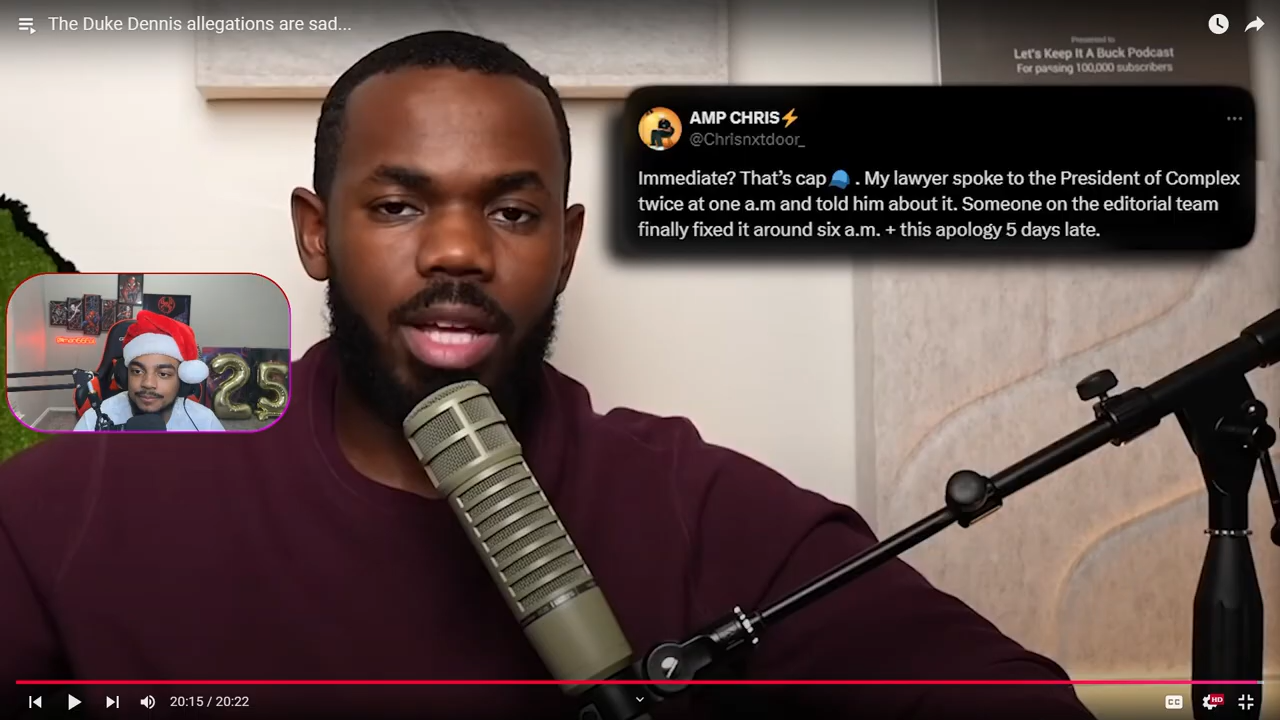 The Duke Dennis allegations are sad...
Presented to
Let's Keep It A Buck Podcast
For passing 100,000 subscribers
AMP CHRIS⚡
@Chrisnxtdoor_
Immediate? That's cap 🧢 . My lawyer spoke to the President of Complex
twice at one a.m and told him about it. Someone on the editorial team
finally fixed it around six a.m. + this apology 5 days late.
25
20:15 / 20:22
CC
HD